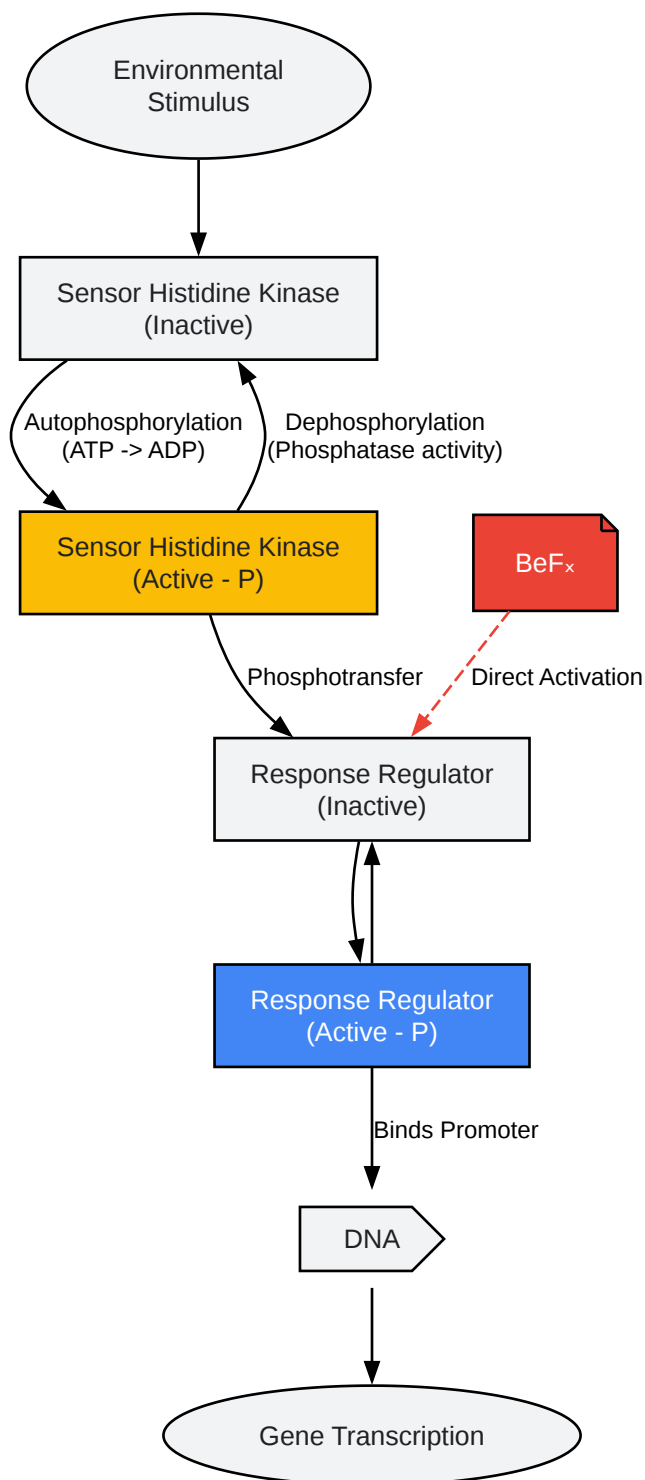 Environmental
Stimulus
Sensor Histidine Kinase
(Inactive)
Autophosphorylation
(ATP -> ADP)
Dephosphorylation
(Phosphatase activity)
Sensor Histidine Kinase
(Active - P)
BeFₓ
Phosphotransfer
Direct Activation
Response Regulator
(Inactive)
Response Regulator
(Active - P)
Binds Promoter
DNA
Gene Transcription